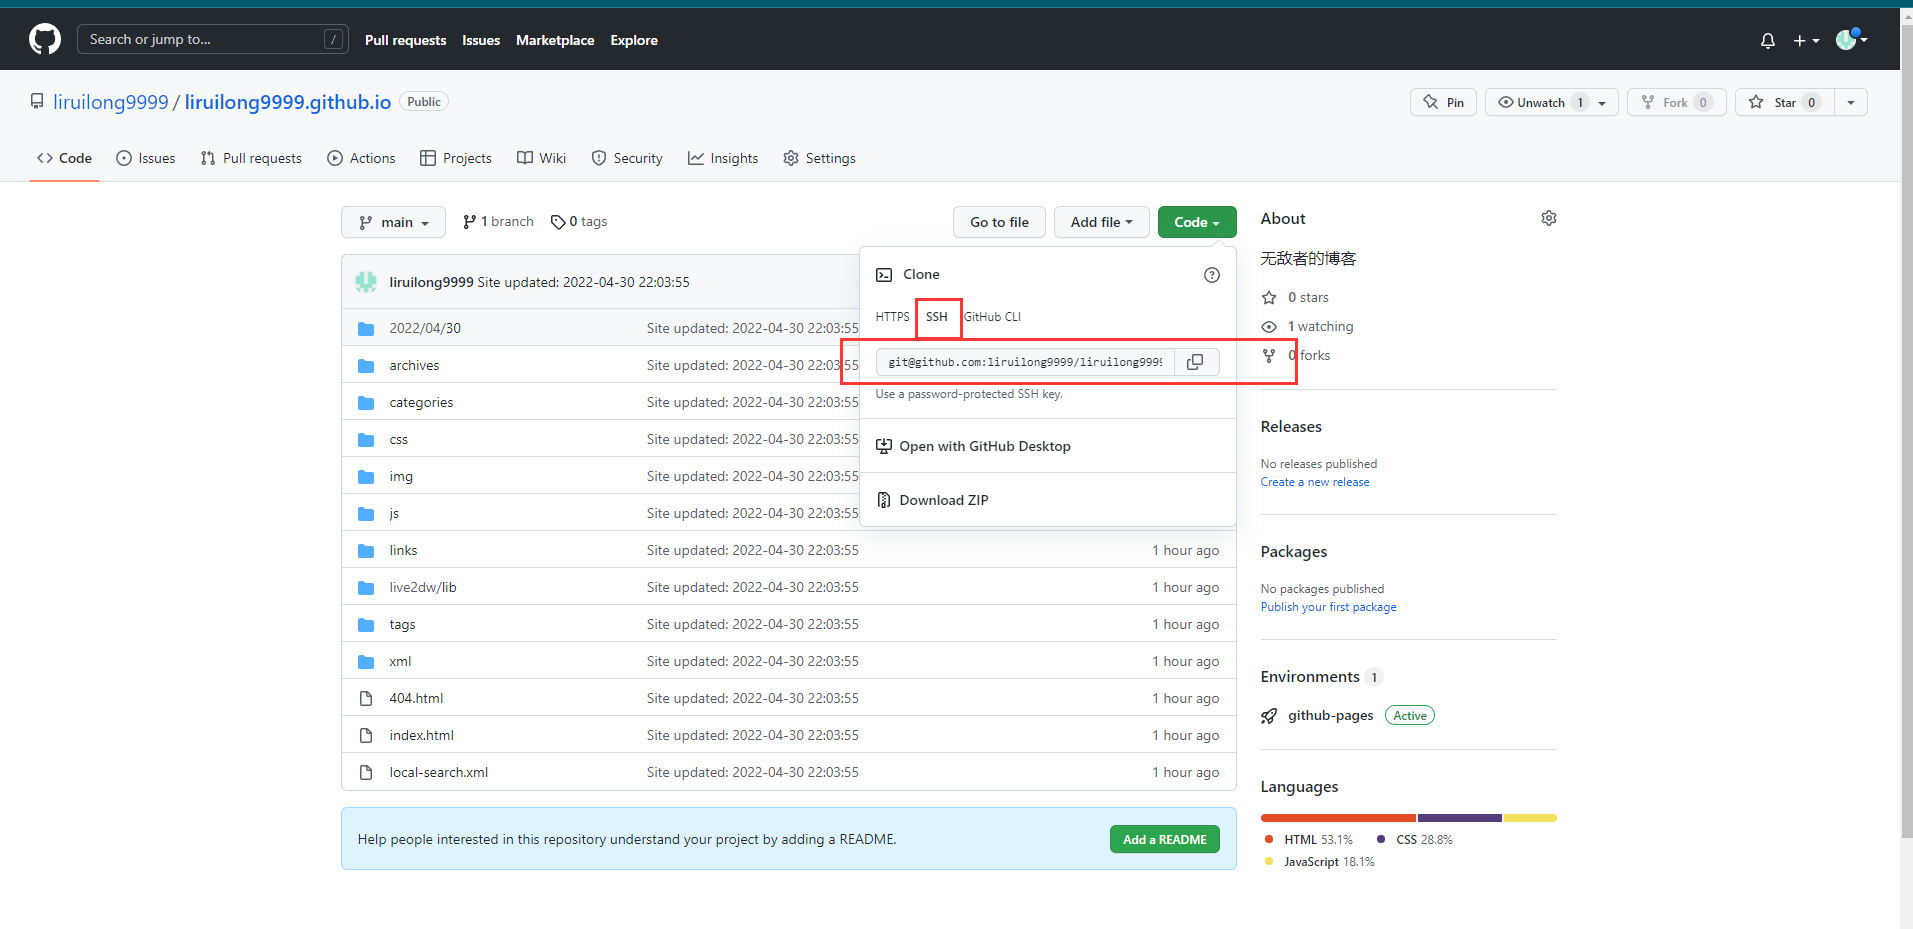 Search or jump to... /
Pull requests Issues Marketplace Explore
liruilong9999 / liruilong9999.github.io Public
Pin Unwatch 1 Fork 0 Star 0
Code Issues Pull requests Actions Projects Wiki Security Insights Settings
main 1 branch 0 tags Go to file Add file Code
liruilong9999 Site updated: 2022-04-30 22:03:55
2022/04/30 Site updated: 2022-04-30 22:03:55
archives Site updated: 2022-04-30 22:03:55
categories Site updated: 2022-04-30 22:03:55
css Site updated: 2022-04-30 22:03:55
img Site updated: 2022-04-30 22:03:55
js Site updated: 2022-04-30 22:03:55
links Site updated: 2022-04-30 22:03:55 1 hour ago
live2dw/lib Site updated: 2022-04-30 22:03:55 1 hour ago
tags Site updated: 2022-04-30 22:03:55 1 hour ago
xml Site updated: 2022-04-30 22:03:55 1 hour ago
404.html Site updated: 2022-04-30 22:03:55 1 hour ago
index.html Site updated: 2022-04-30 22:03:55 1 hour ago
local-search.xml Site updated: 2022-04-30 22:03:55 1 hour ago
Clone
HTTPS SSH GitHub CLI
git@github.com:liruilong9999/liruilong9999
Use a password-protected SSH key.
Open with GitHub Desktop
Download ZIP
Help people interested in this repository understand your project by adding a README. Add a README
About
无敌者的博客
0 stars
1 watching
0 forks
Releases
No releases published
Create a new release
Packages
No packages published
Publish your first package
Environments 1
github-pages Active
Languages
HTML 53.1% CSS 28.8%
JavaScript 18.1%